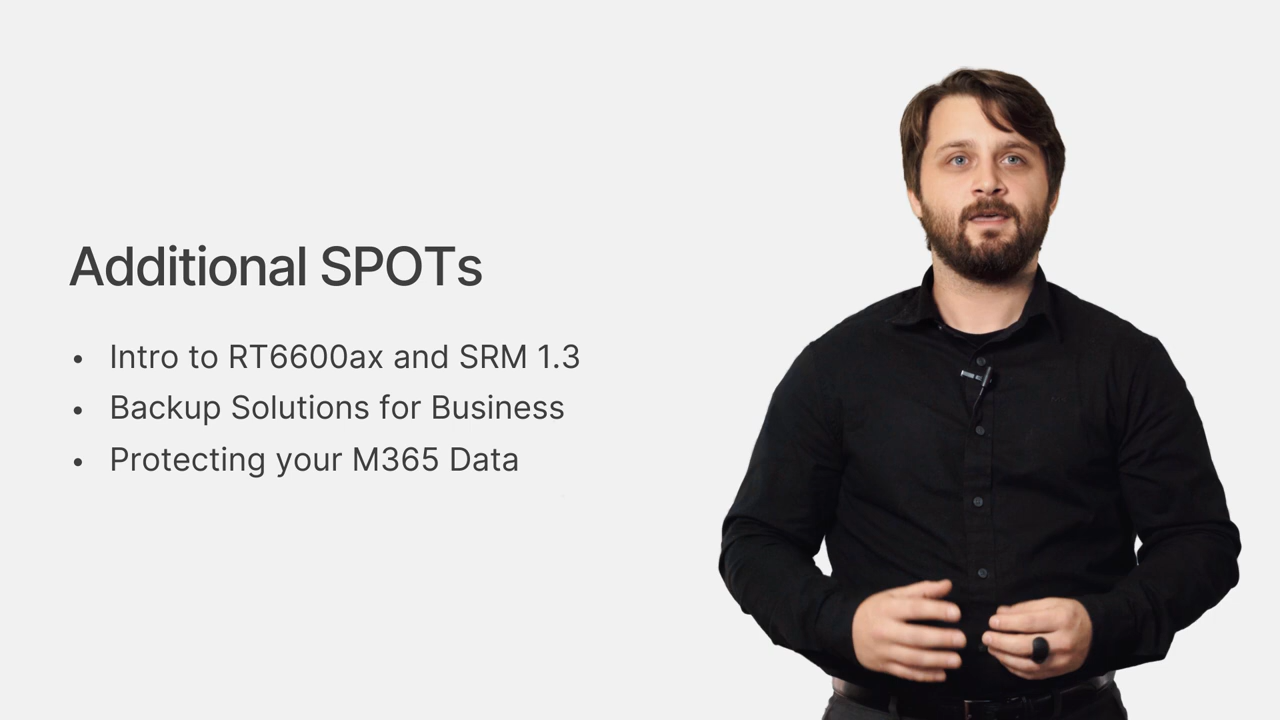 Additional SPOTs
• Intro to RT6600ax and SRM 1.3
• Backup Solutions for Business
• Protecting your M365 Data